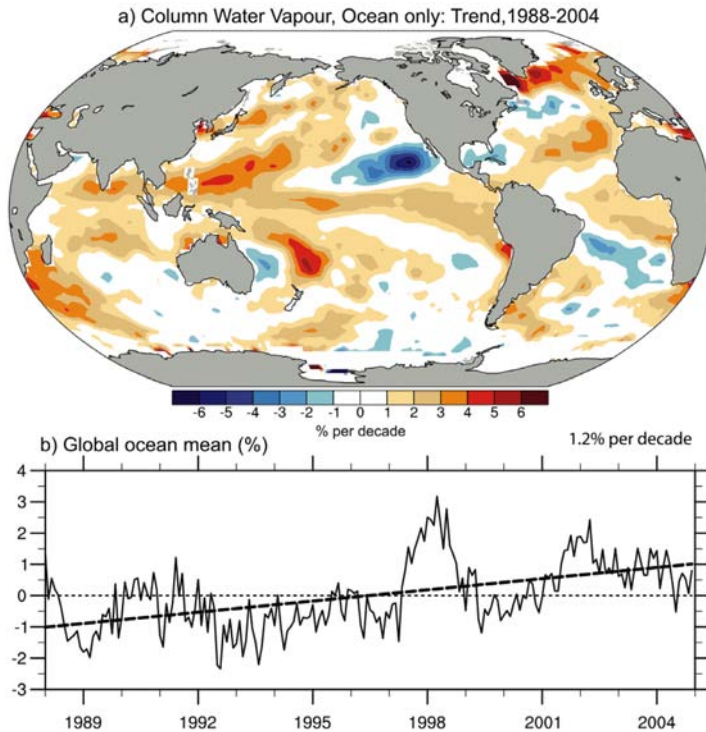 a) Column Water Vapour, Ocean only: Trend,1988-2004
-6 -5 -4 -3 -2 -1 0 1 2 3 4 5 6
% per decade
b) Global ocean mean (%)
1.2% per decade
4
3
2
1
0
-1
-2
-3
1989 1992 1995 1998 2001 2004